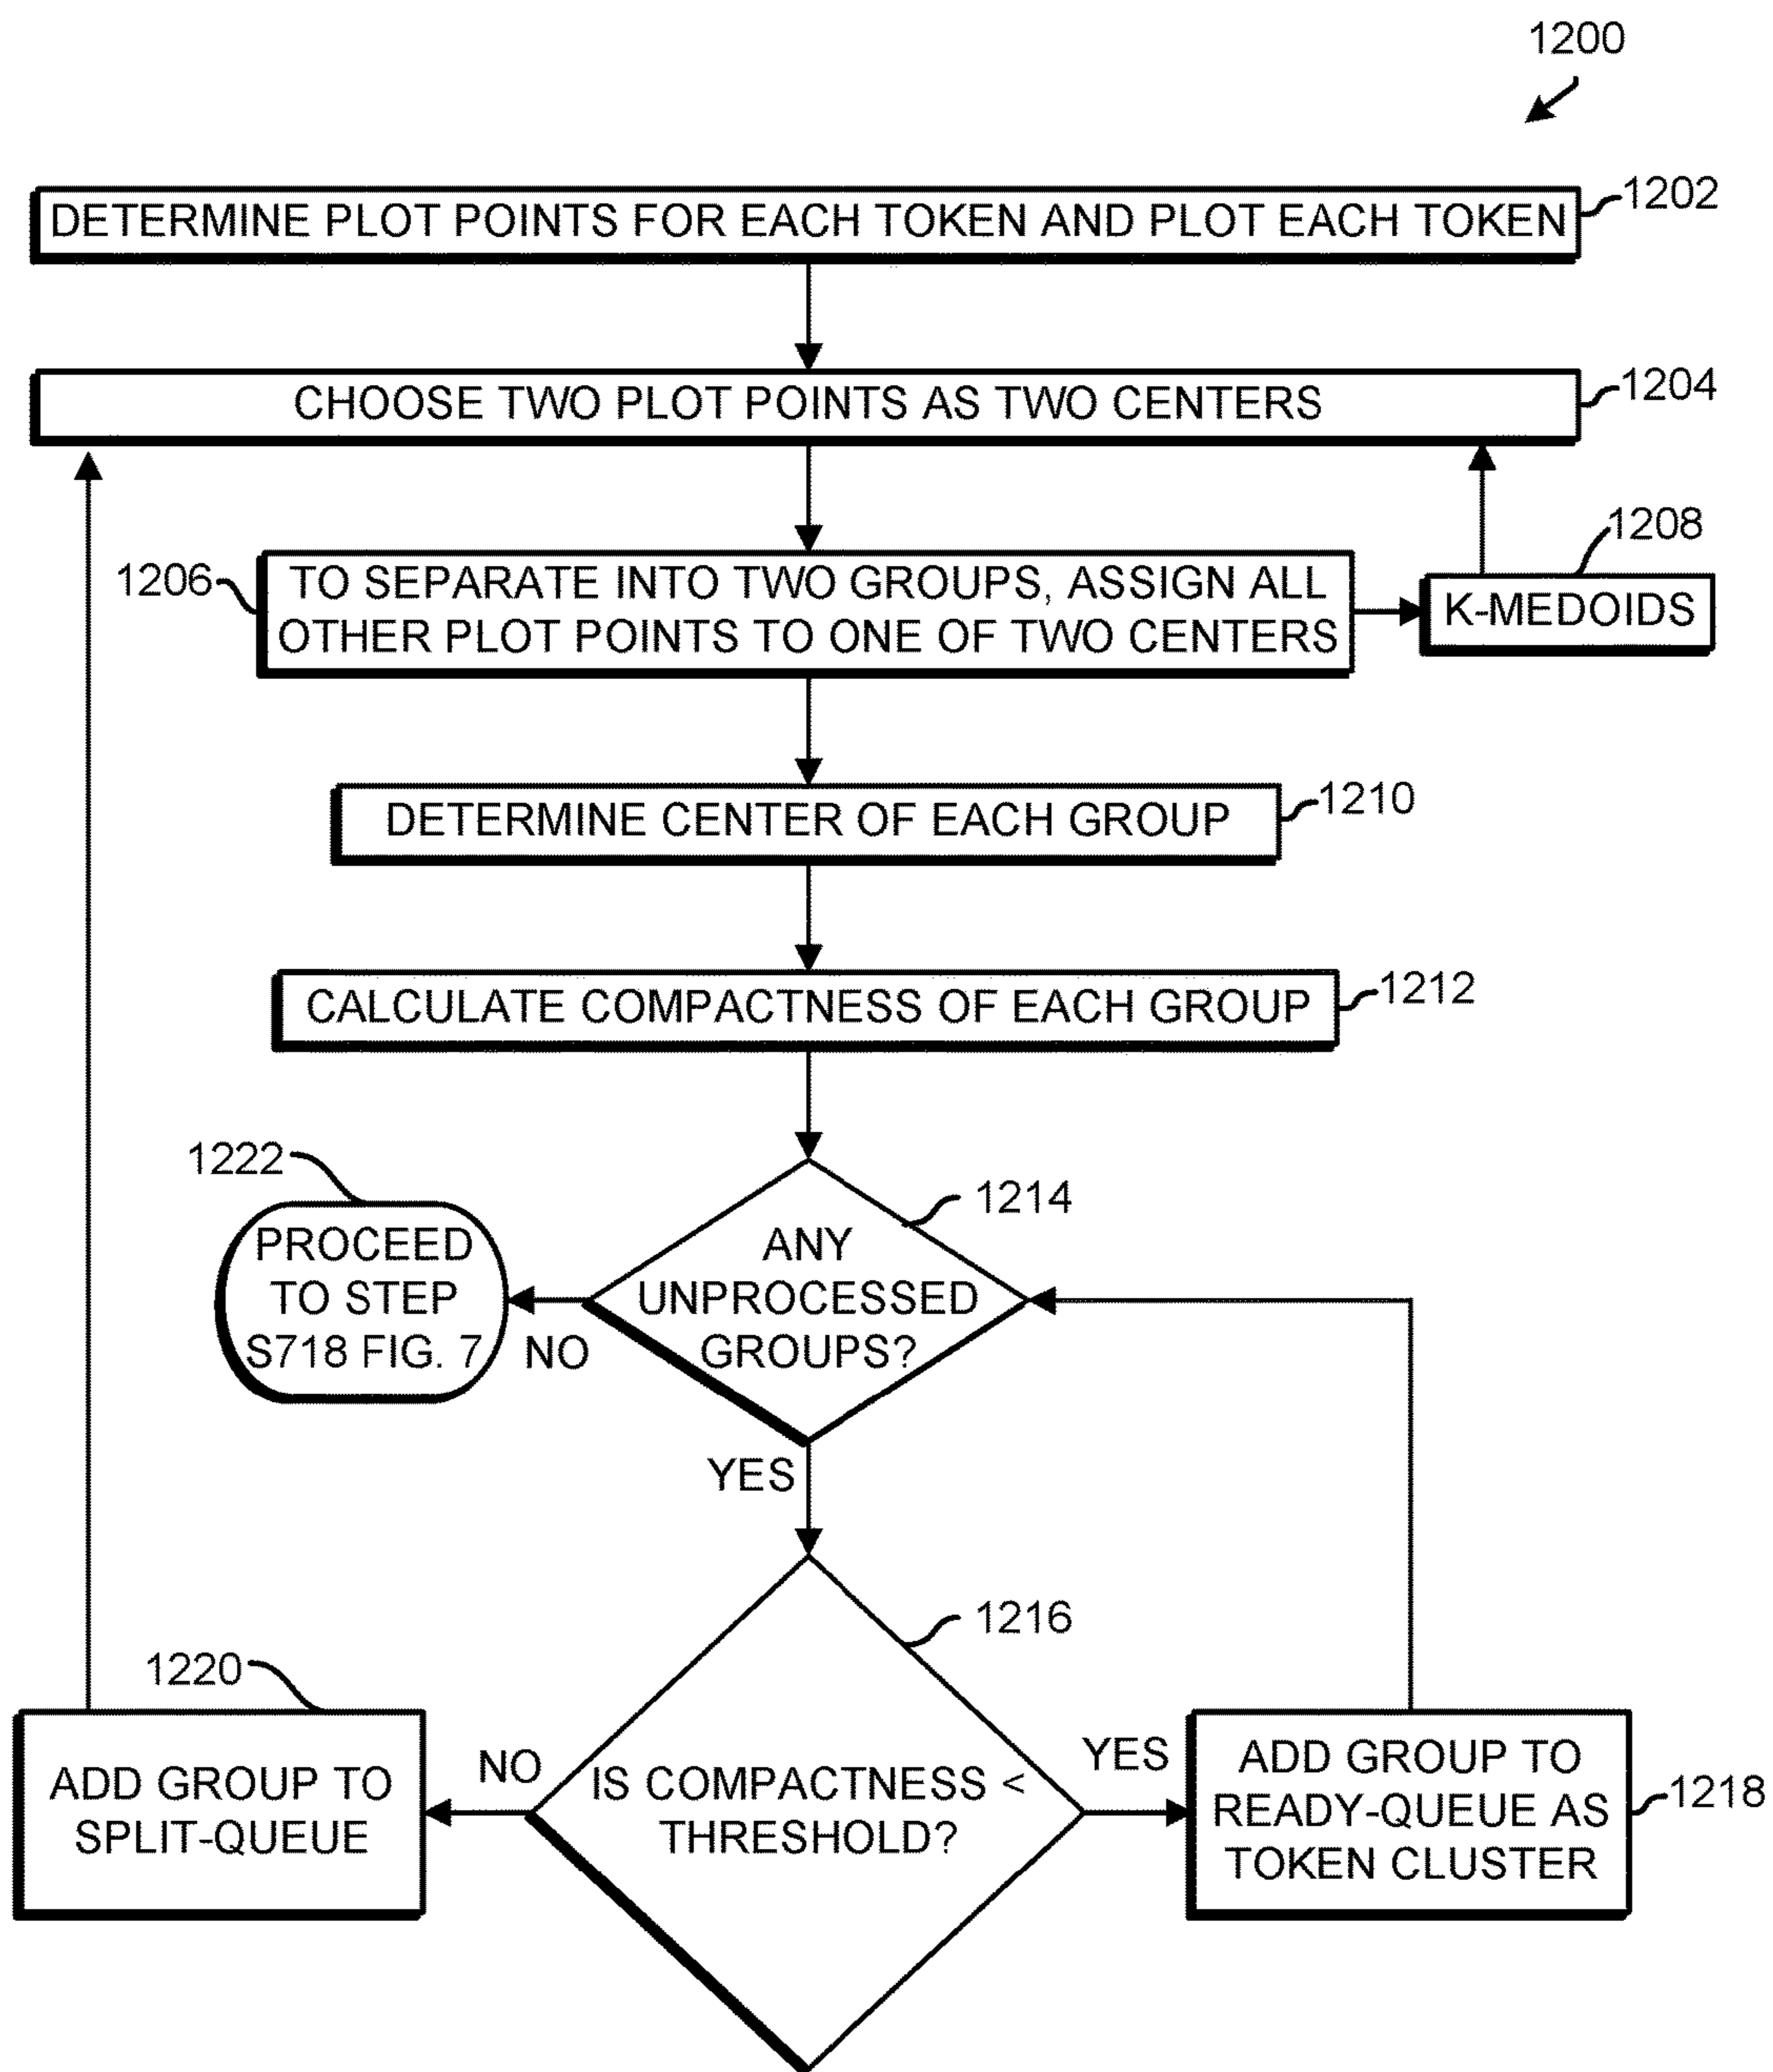 1200
DETERMINE PLOT POINTS FOR EACH TOKEN AND PLOT EACH TOKEN
1202
CHOOSE TWO PLOT POINTS AS TWO CENTERS
1204
1206
TO SEPARATE INTO TWO GROUPS, ASSIGN ALL
OTHER PLOT POINTS TO ONE OF TWO CENTERS
1208
K-MEDOIDS
DETERMINE CENTER OF EACH GROUP
1210
CALCULATE COMPACTNESS OF EACH GROUP
1212
1222
PROCEED
TO STEP
S718 FIG. 7
NO
1214
ANY
UNPROCESSED
GROUPS?
YES
1216
IS COMPACTNESS <
THRESHOLD?
1220
NO
ADD GROUP TO
SPLIT-QUEUE
YES
ADD GROUP TO
READY-QUEUE AS
TOKEN CLUSTER
1218